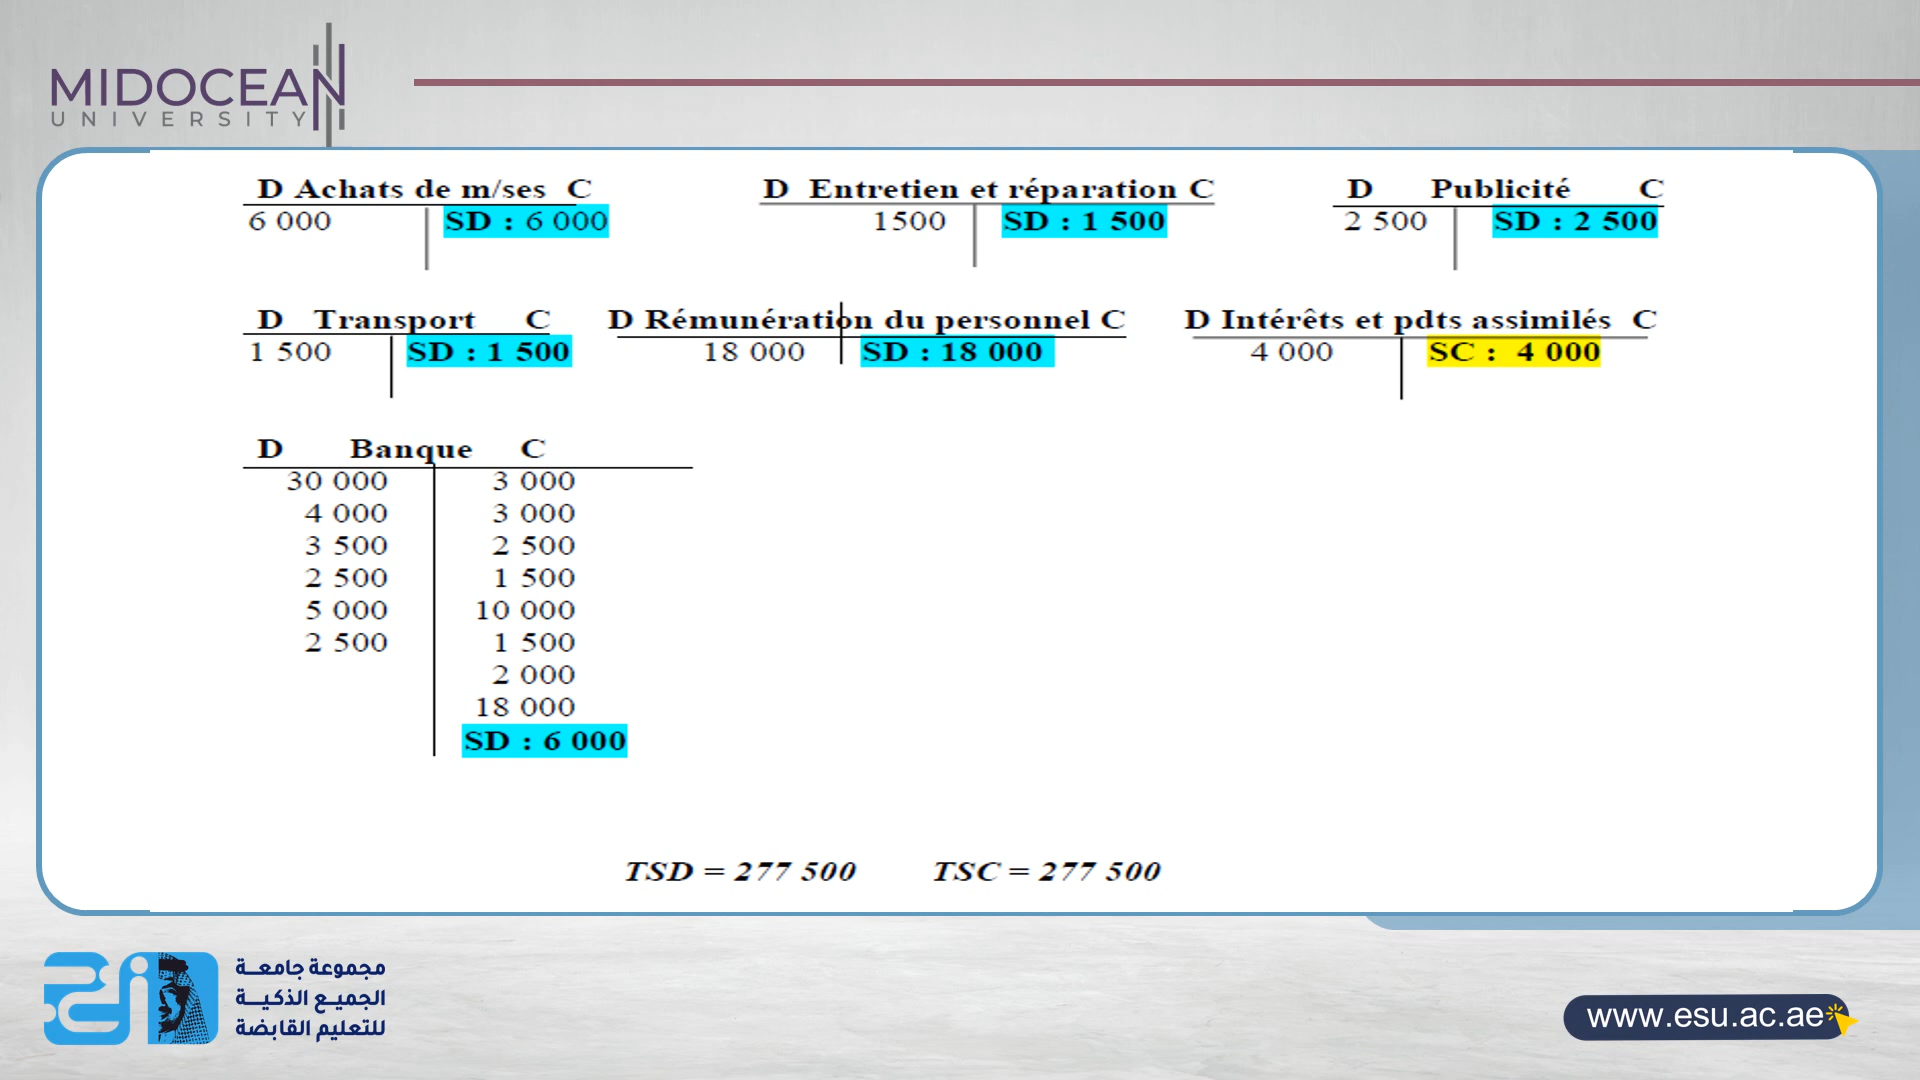 MIDOCEAN
UNIVERSITY
D Achats de m/ses C
6 000 SD : 6 000
D Entretien et réparation C
1500 SD : 1 500
D Publicité C
2 500 SD : 2 500
D Transport C
1 500 SD : 1 500
D Rémunération du personnel C
18 000 SD : 18 000
D Intérêts et pdts assimilés C
4 000 SC : 4 000
D Banque C
30 000 3 000
4 000 3 000
3 500 2 500
2 500 1 500
5 000 10 000
2 500 1 500
2 000
18 000
SD : 6 000
TSD = 277 500 TSC = 277 500
مجموعة جامعة
الجميع الذكية
للتعليم القابضة
www.esu.ac.ae